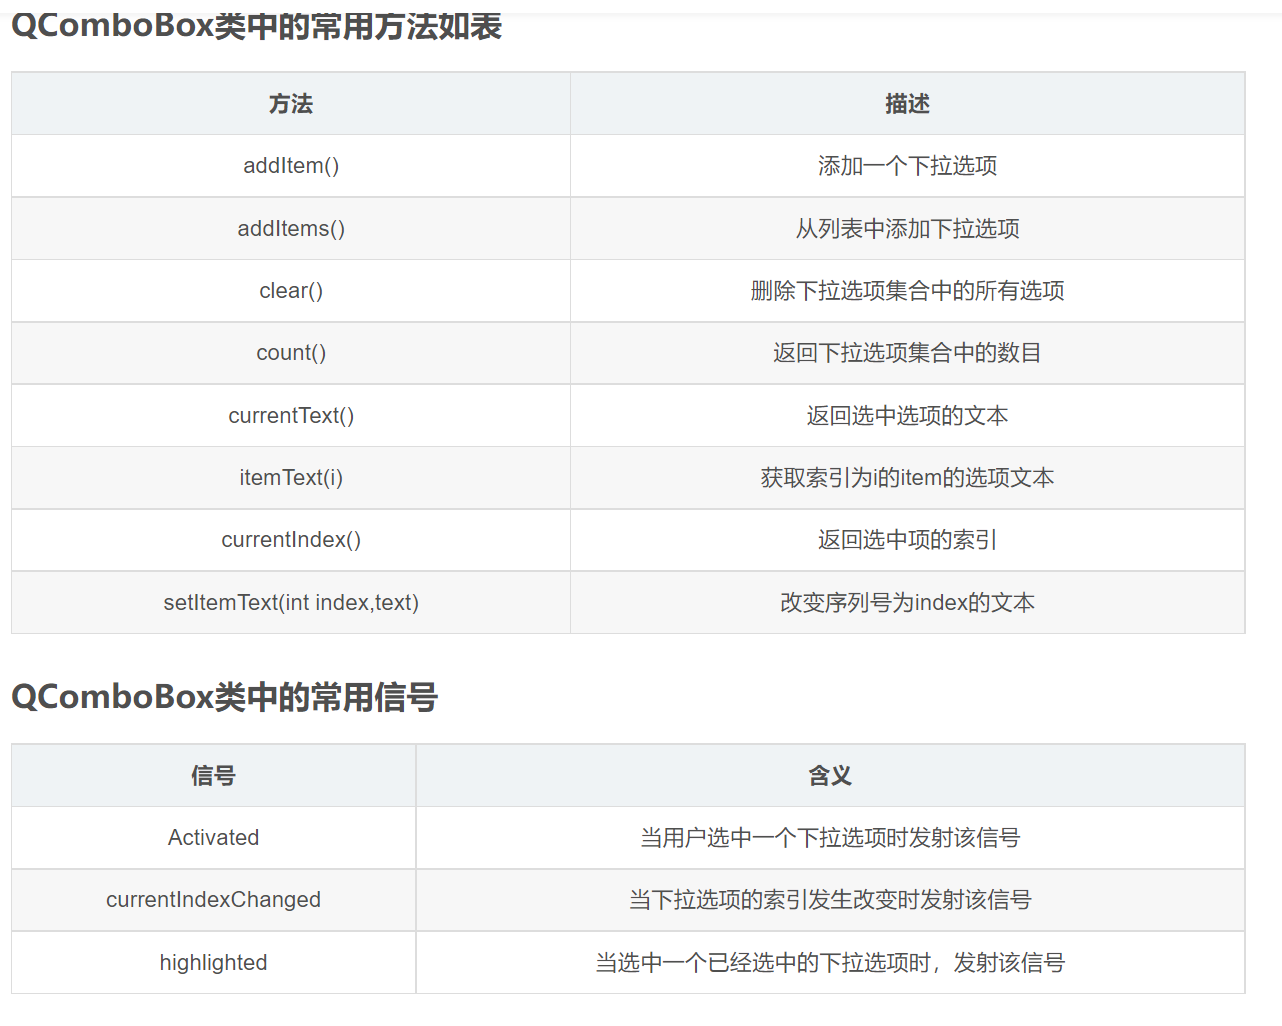 QComboBox类中的常用方法如表
方法 描述
addItem() 添加一个下拉选项
addItems() 从列表中添加下拉选项
clear() 删除下拉选项集合中的所有选项
count() 返回下拉选项集合中的数目
currentText() 返回选中选项的文本
itemText(i) 获取索引为i的item的选项文本
currentIndex() 返回选中项的索引
setItemText(int index,text) 改变序列号为index的文本
QComboBox类中的常用信号
信号 含义
Activated 当用户选中一个下拉选项时发射该信号
currentIndexChanged 当下拉选项的索引发生改变时发射该信号
highlighted 当选中一个已经选中的下拉选项时，发射该信号